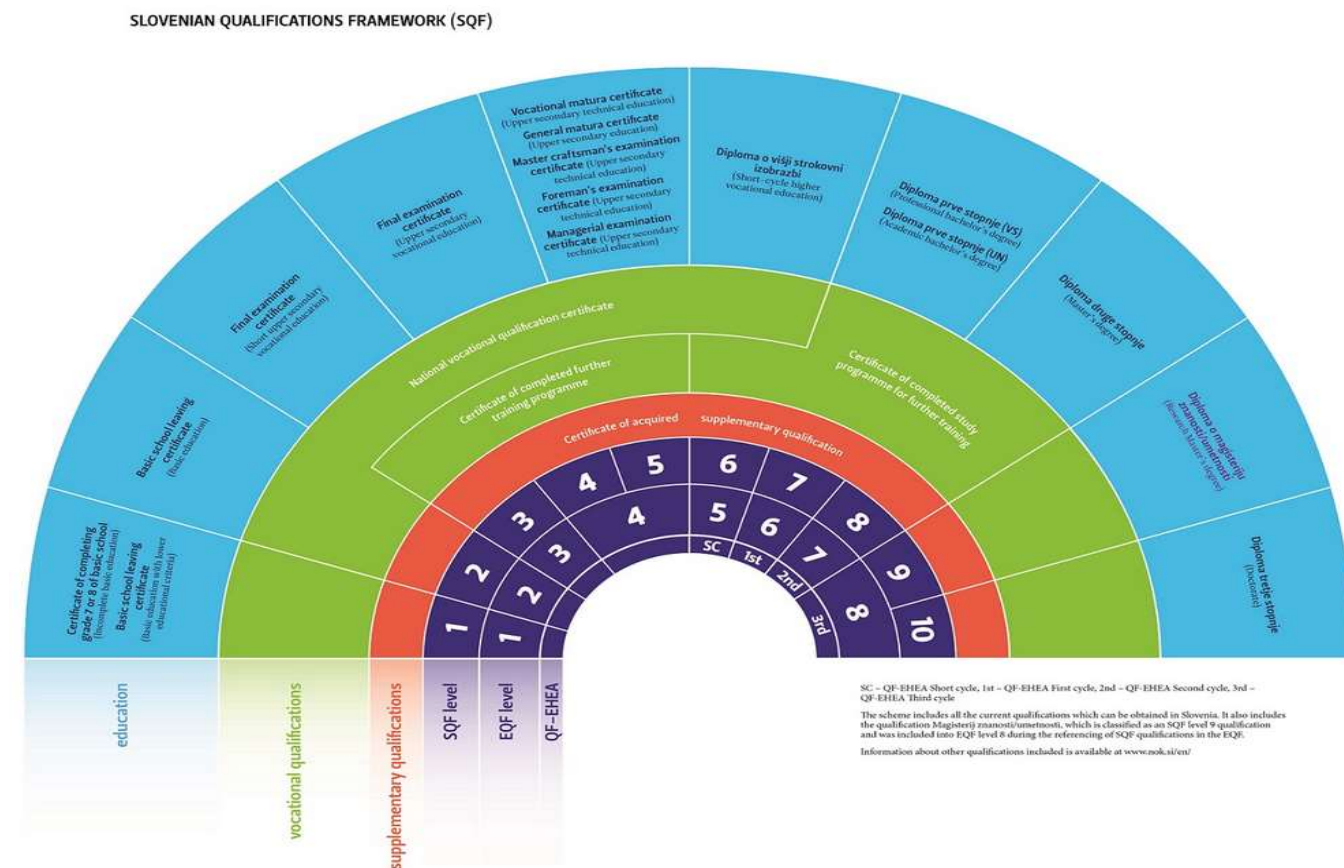 SLOVENIAN QUALIFICATIONS FRAMEWORK (SQF)
Certificate of completing
grade 7 or 8 of basic school
(Incomplete basic education)
Basic school leaving
certificate
(Basic education with lower
educational criteria)
Basic school leaving
certificate
(Basic education)
Final examination
certificate
(Short upper secondary
vocational education)
Final examination
certificate
(Upper secondary
vocational education)
Vocational matura certificate
(Upper secondary technical education)
General matura certificate
(Upper secondary education)
Master craftsman's examination
certificate (Upper secondary
technical education)
Foreman's examination
certificate (Upper secondary
technical education)
Managerial examination
certificate (Upper secondary
technical education)
Diploma o višji strokovni
izobrazbi
(Short-cycle higher
vocational education)
Diploma prve stopnje (VS)
(Professional bachelor's degree)
Diploma prve stopnje (UN)
(Academic bachelor's degree)
Diploma druge stopnje
(Master's degree)
Diploma o magisteriju
znanosti/umetnosti
(Research Master's degree)
Diploma tretje stopnje
(Doctorate)
National vocational qualification certificate
Certificate of completed further
training programme
Certificate of completed study
programme for further training
Certificate of acquired supplementary qualification
1 2 3 4 5 6 7 8 9 10
1 2 3 4 5 6 7 8
SC 1st 2nd 3rd
education
vocational qualifications
supplementary qualifications
SQF level
EQF level
QF-EHEA
SC – QF-EHEA Short cycle, 1st – QF-EHEA First cycle, 2nd – QF-EHEA Second cycle, 3rd –
QF-EHEA Third cycle
The scheme includes all the current qualifications which can be obtained in Slovenia. It also includes
the qualification Magisterij znanosti/umetnosti, which is classified as an SQF level 9 qualification
and was included into EQF level 8 during the referencing of SQF qualifications in the EQF.
Information about other qualifications included is available at www.nok.si/en/